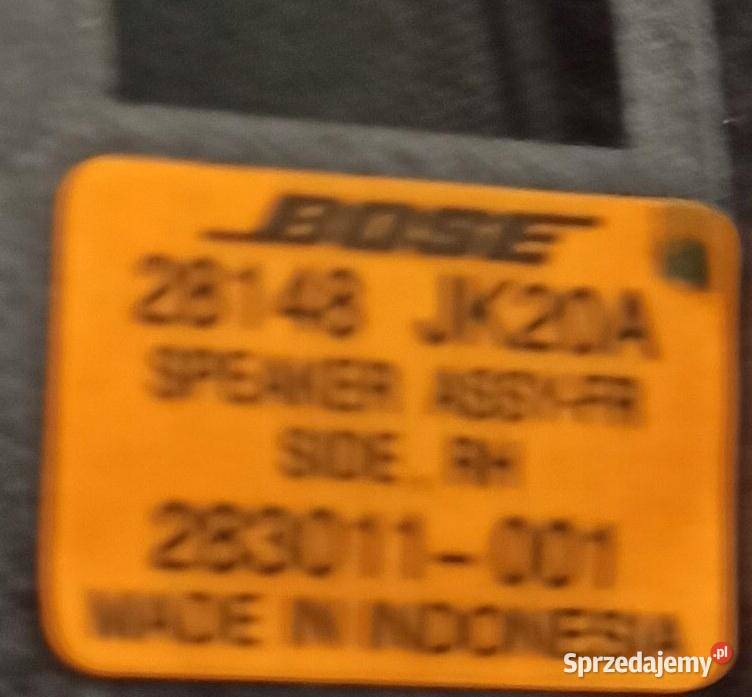 BOSE
28148 JK20A
SPEAKER ASSY-FR
SIDE, RH
283011-001
MADE IN INDONESIA
Sprzedajemy.pl